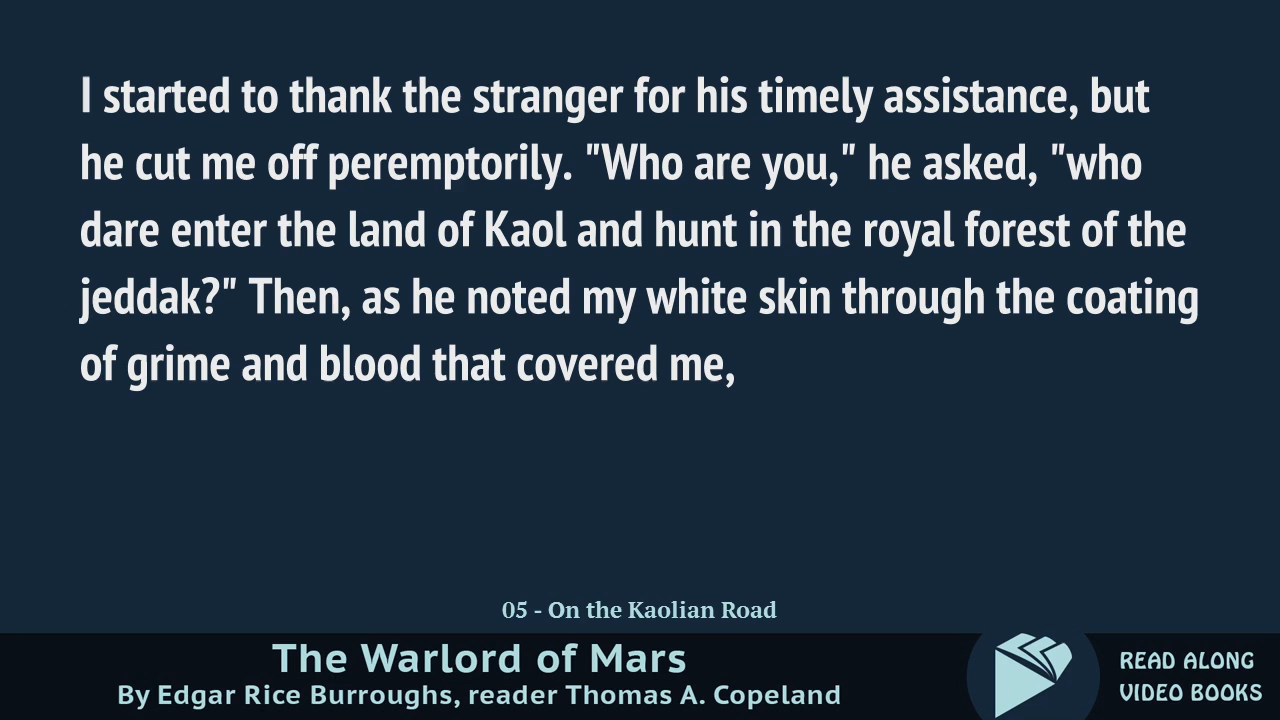 I started to thank the stranger for his timely assistance, but
he cut me off peremptorily. "Who are you," he asked, "who
dare enter the land of Kaol and hunt in the royal forest of the
jeddak?" Then, as he noted my white skin through the coating
of grime and blood that covered me,
05 - On the Kaolian Road
The Warlord of Mars
By Edgar Rice Burroughs, reader Thomas A. Copeland
READ ALONG
VIDEO BOOKS